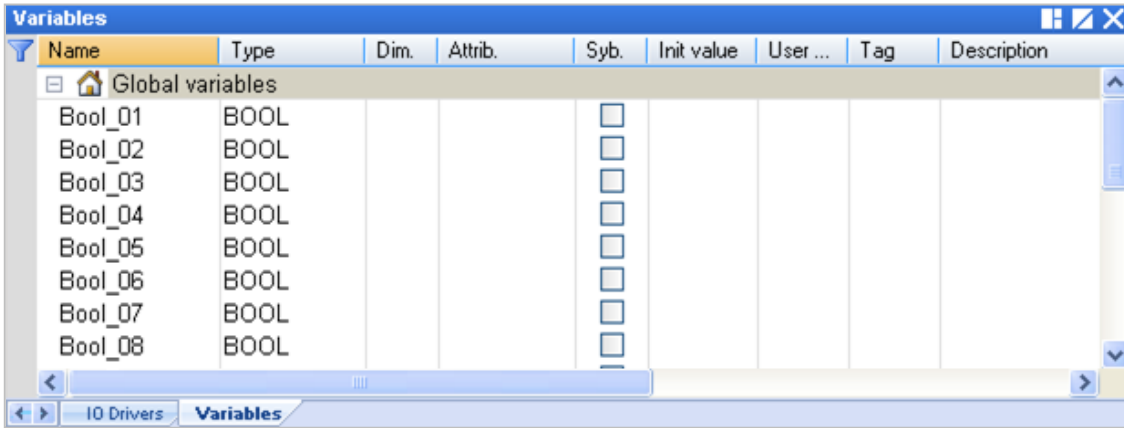 Variables
Name Type Dim. Attrib. Syb. Init value User ... Tag Description
Global variables
Bool_01 BOOL
Bool_02 BOOL
Bool_03 BOOL
Bool_04 BOOL
Bool_05 BOOL
Bool_06 BOOL
Bool_07 BOOL
Bool_08 BOOL
IO Drivers Variables